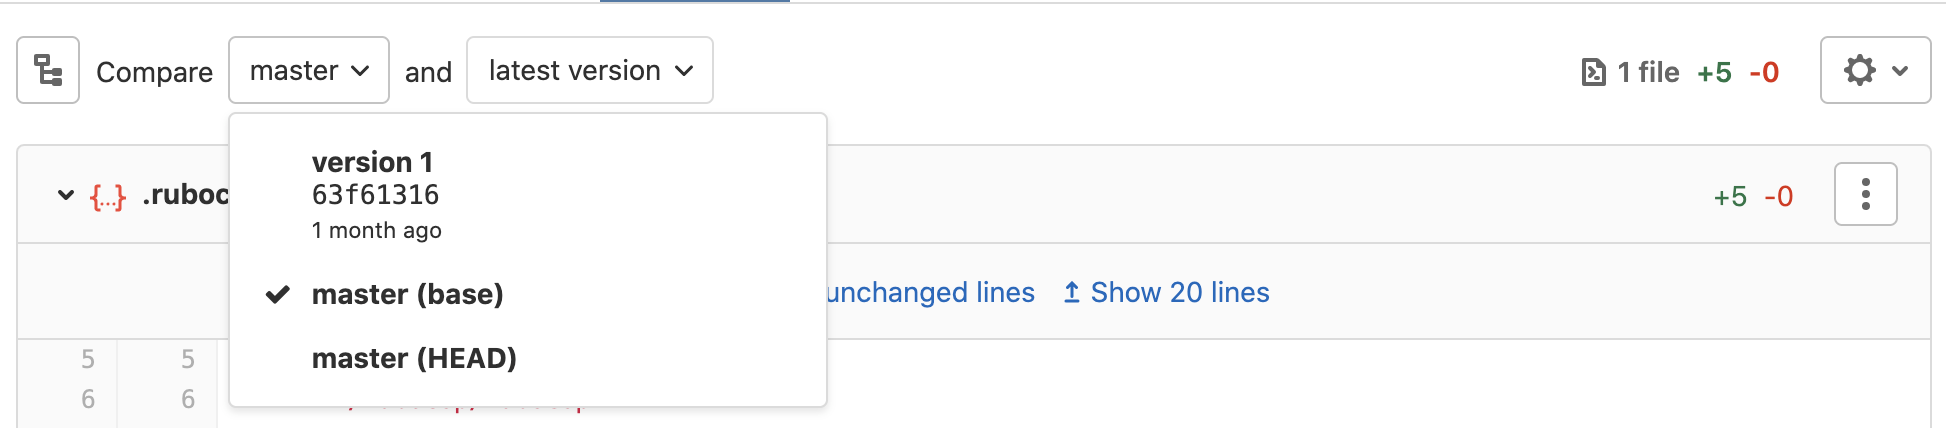 Compare master and latest version 1 file +5 -0
version 1
63f61316
1 month ago
master (base)
master (HEAD)
{...} .ruboc +5 -0
unchanged lines Show 20 lines
5 5
6 6